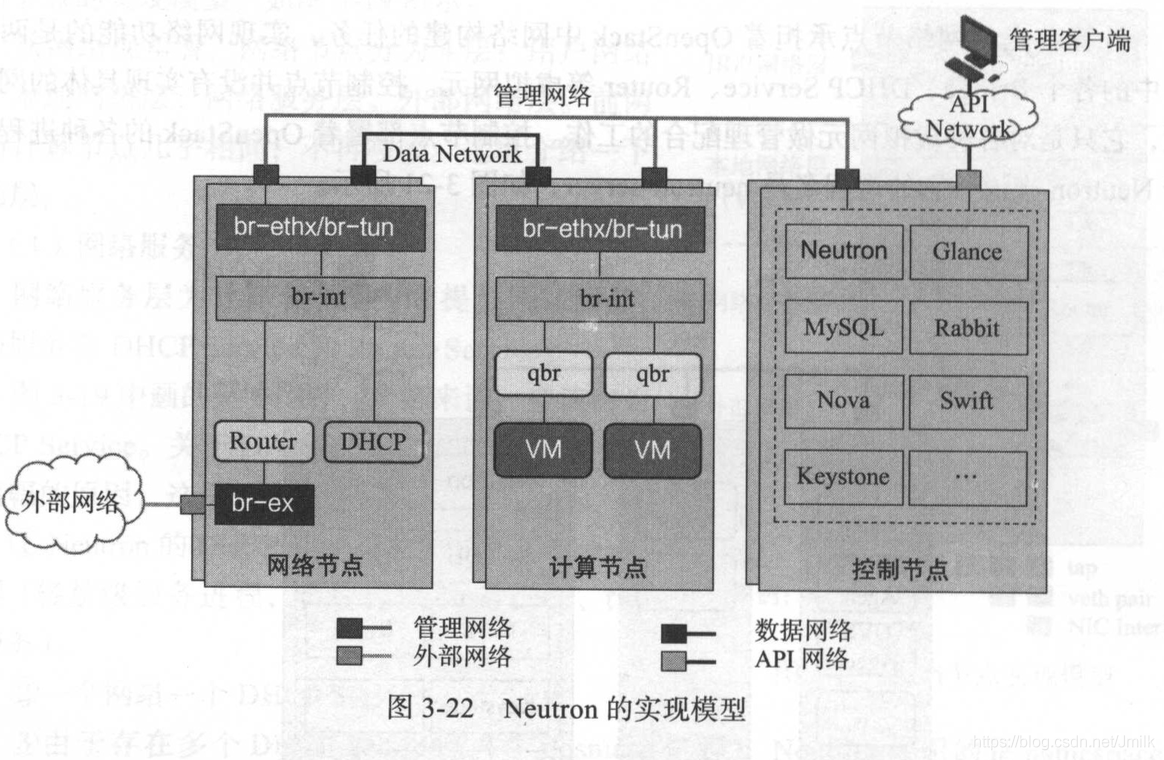 管理客户端
API
Network
管理网络
Data Network
br-ethx/br-tun
br-int
Router
DHCP
br-ex
外部网络
网络节点
br-ethx/br-tun
br-int
qbr
qbr
VM
VM
计算节点
Neutron
Glance
MySQL
Rabbit
Nova
Swift
Keystone
...
控制节点
管理网络
外部网络
数据网络
API 网络
图 3-22 Neutron 的实现模型
https://blog.csdn.net/Jmilk